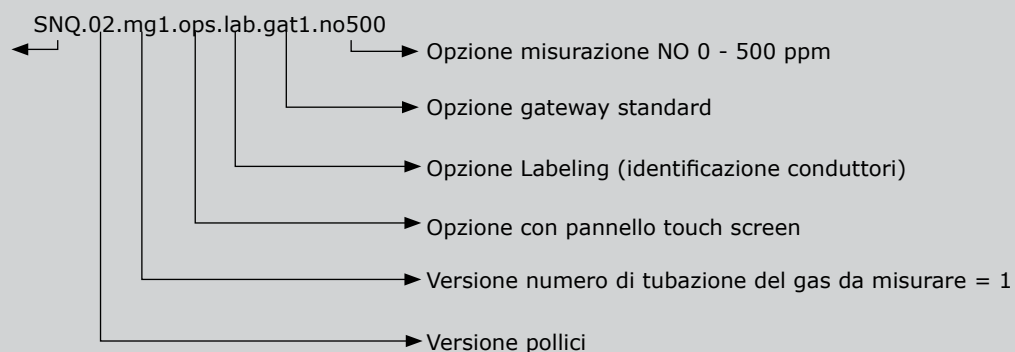 SNQ.02.mg1.ops.lab.gat1.no500
Opzione misurazione NO 0 - 500 ppm
Opzione gateway standard
Opzione Labeling (identificazione conduttori)
Opzione con pannello touch screen
Versione numero di tubazione del gas da misurare = 1
Versione pollici